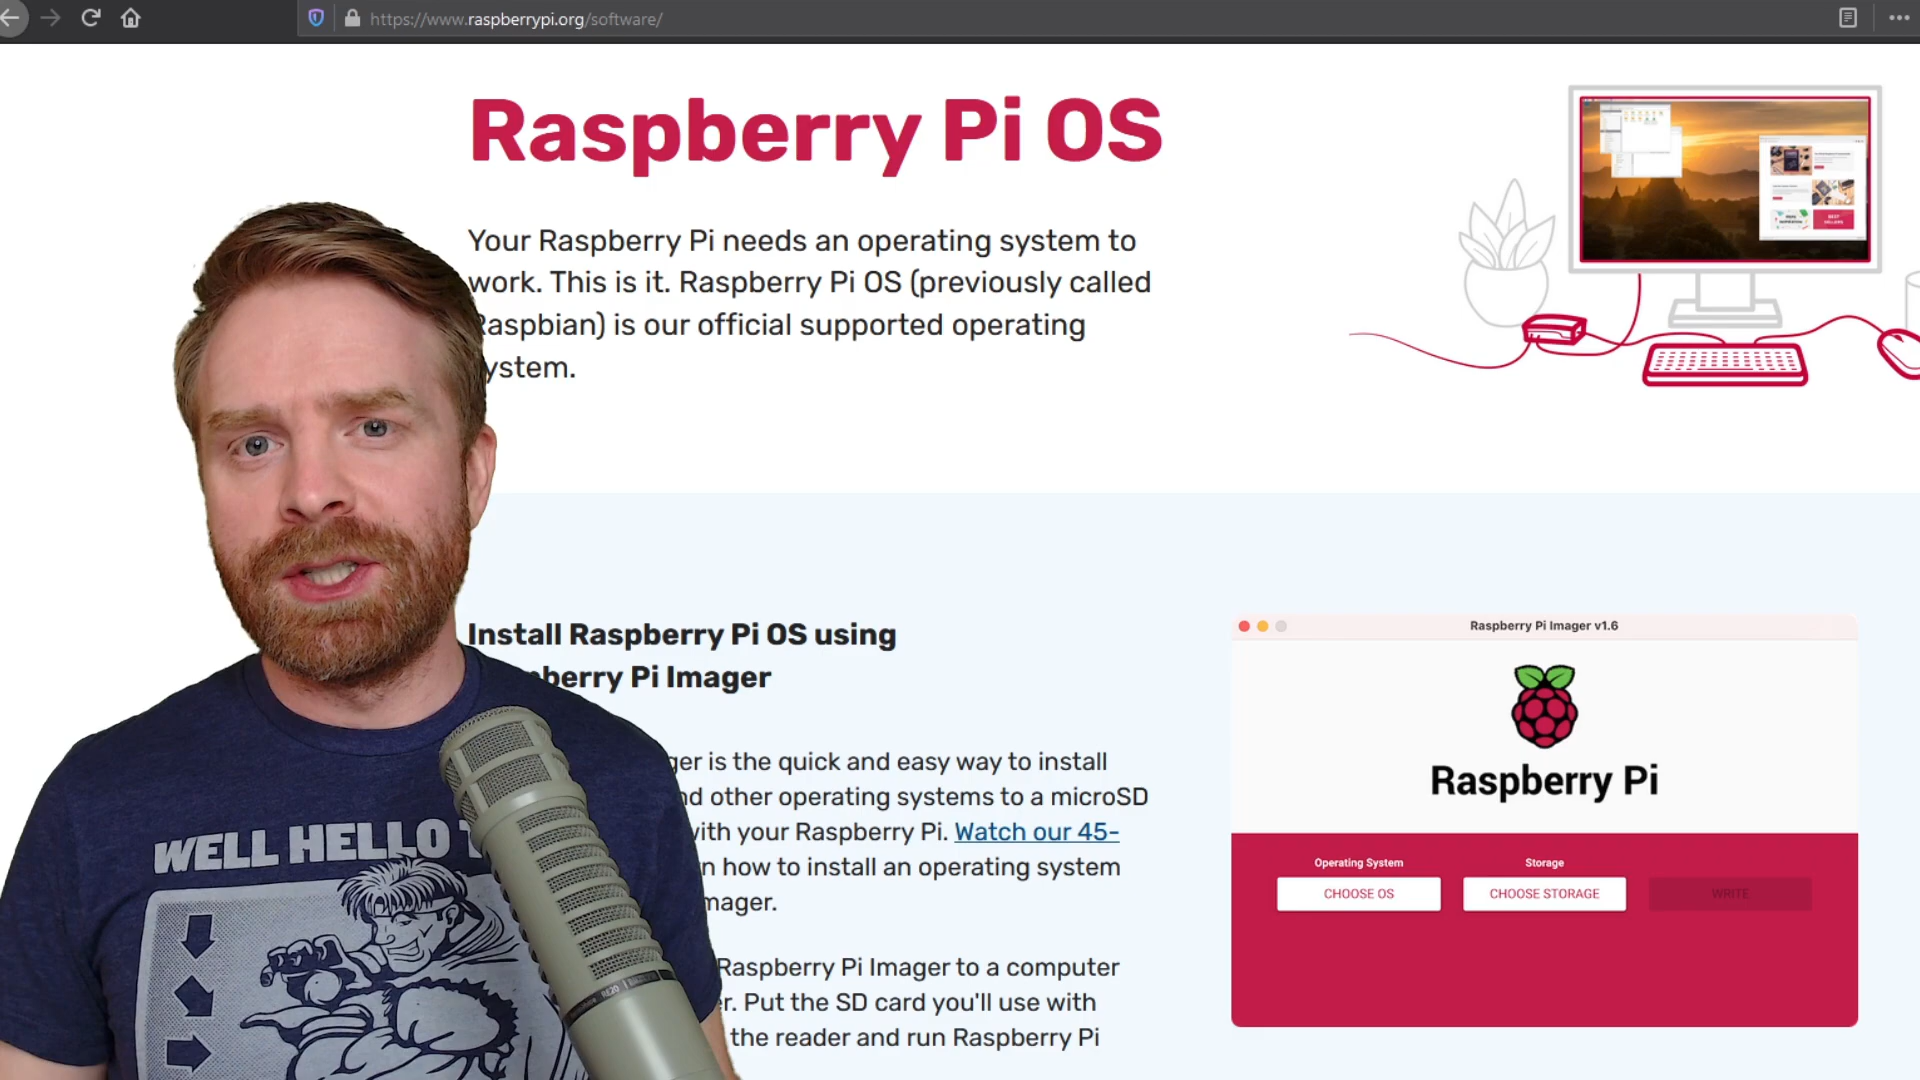 https://www.raspberrypi.org/software/
Raspberry Pi OS
Your Raspberry Pi needs an operating system to
work. This is it. Raspberry Pi OS (previously called
Raspbian) is our official supported operating
ystem.
Install Raspberry Pi OS using
berry Pi Imager
ger is the quick and easy way to install
nd other operating systems to a microSD
with your Raspberry Pi. Watch our 45-
n how to install an operating system
mager.
Raspberry Pi Imager to a computer
r. Put the SD card you'll use with
the reader and run Raspberry Pi
Raspberry Pi Imager v1.6
Raspberry Pi
Operating System
Storage
CHOOSE OS
CHOOSE STORAGE
WRITE
WELL HELLO
RE20